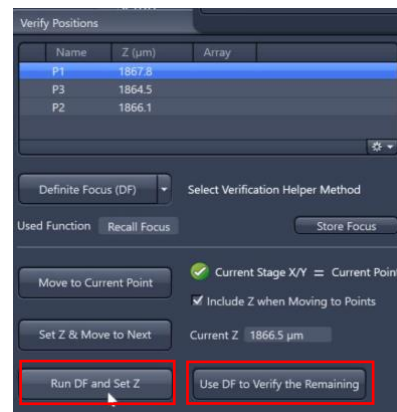 Verify Positions
Name Z (µm) Array
P1 1867.8
P3 1864.5
P2 1866.1
Definite Focus (DF) Select Verification Helper Method
Used Function Recall Focus Store Focus
Move to Current Point Current Stage X/Y = Current Poin
Include Z when Moving to Points
Set Z & Move to Next Current Z 1866.5 µm
Run DF and Set Z Use DF to Verify the Remaining